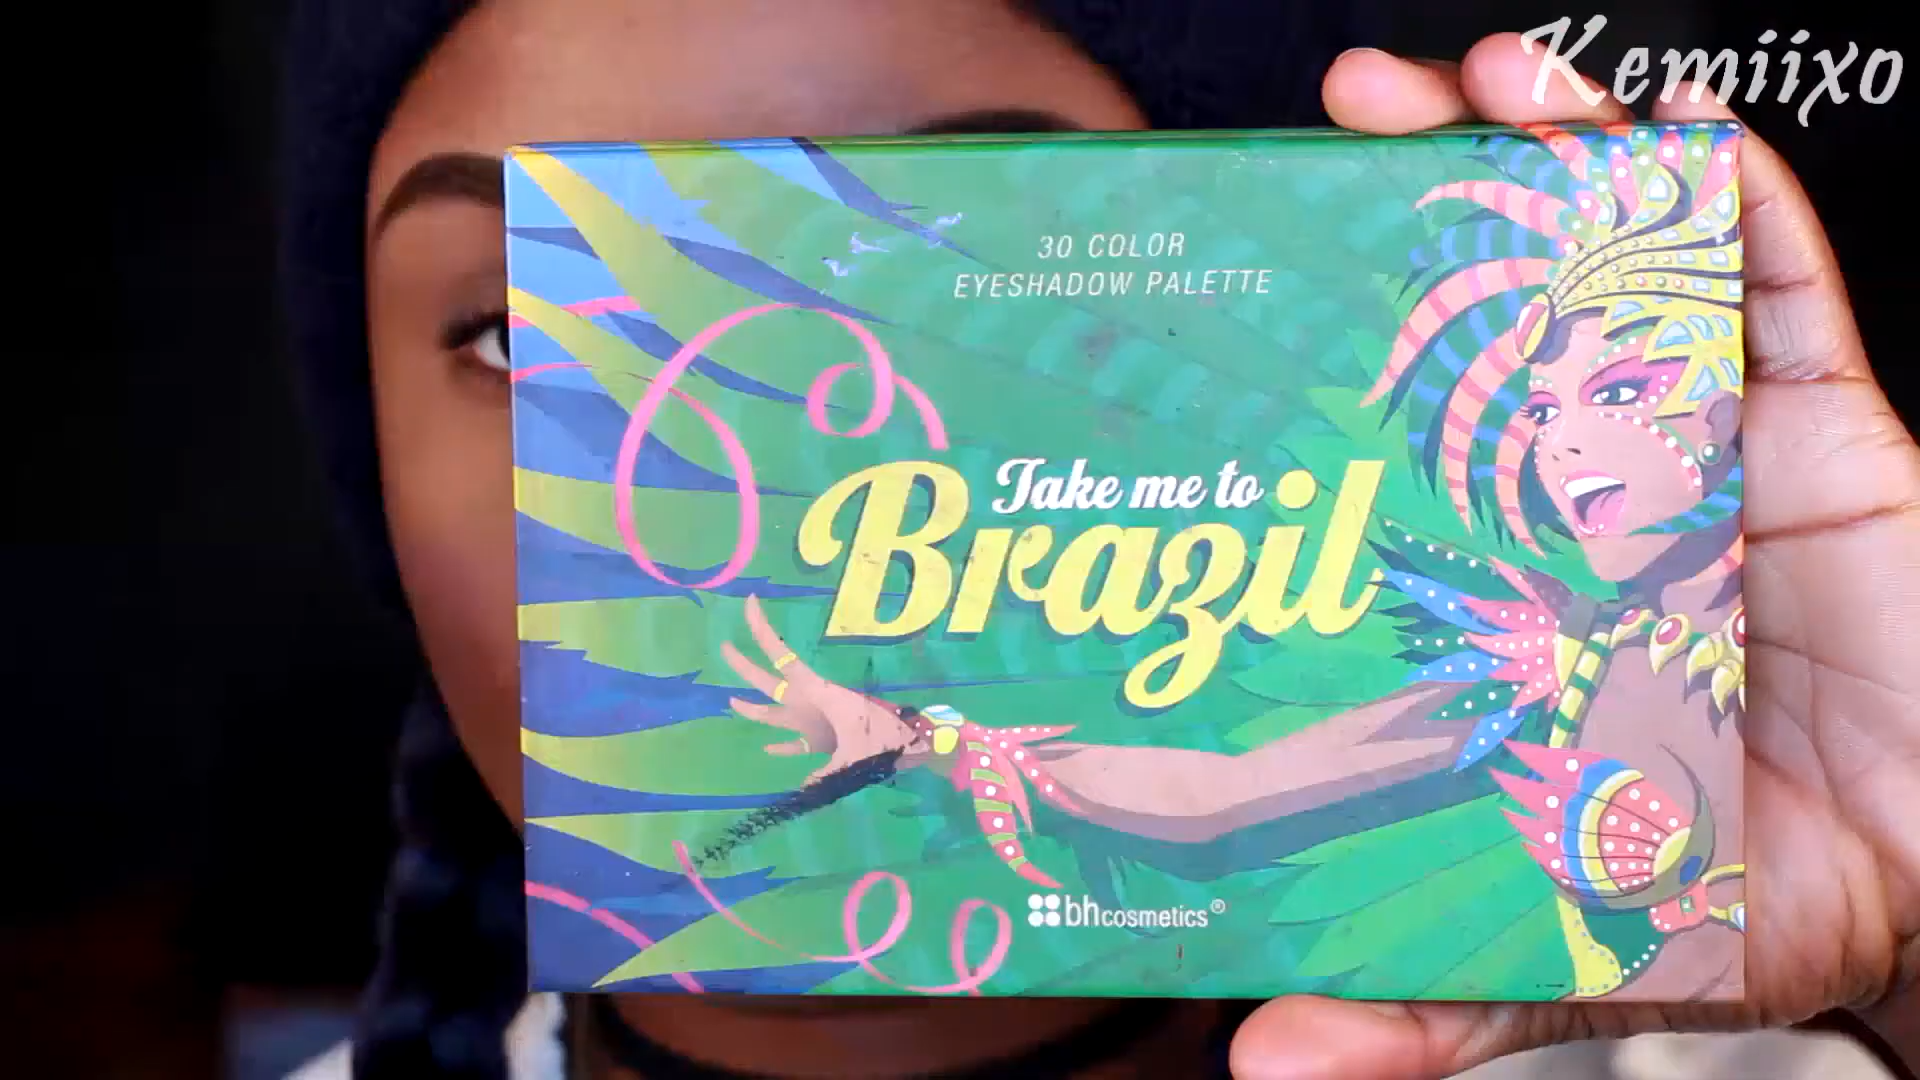 Kemiixo
30 COLOR
EYESHADOW PALETTE
Take me to
Brazil
bhcosmetics®